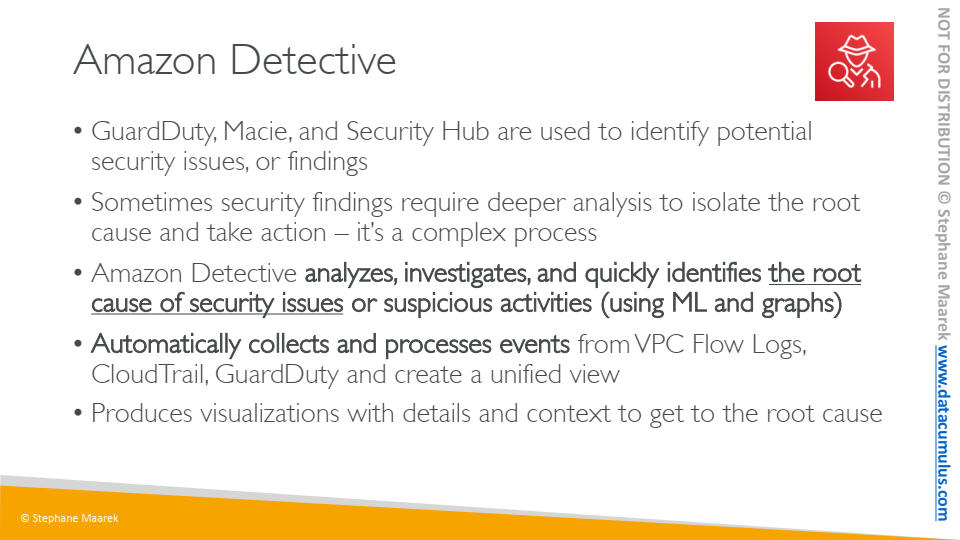 Amazon Detective
• GuardDuty, Macie, and Security Hub are used to identify potential
security issues, or findings
• Sometimes security findings require deeper analysis to isolate the root
cause and take action – it's a complex process
• Amazon Detective analyzes, investigates, and quickly identifies the root
cause of security issues or suspicious activities (using ML and graphs)
• Automatically collects and processes events from VPC Flow Logs,
CloudTrail, GuardDuty and create a unified view
• Produces visualizations with details and context to get to the root cause
© Stephane Maarek
NOT FOR DISTRIBUTION © Stephane Maarek www.datacumulus.com